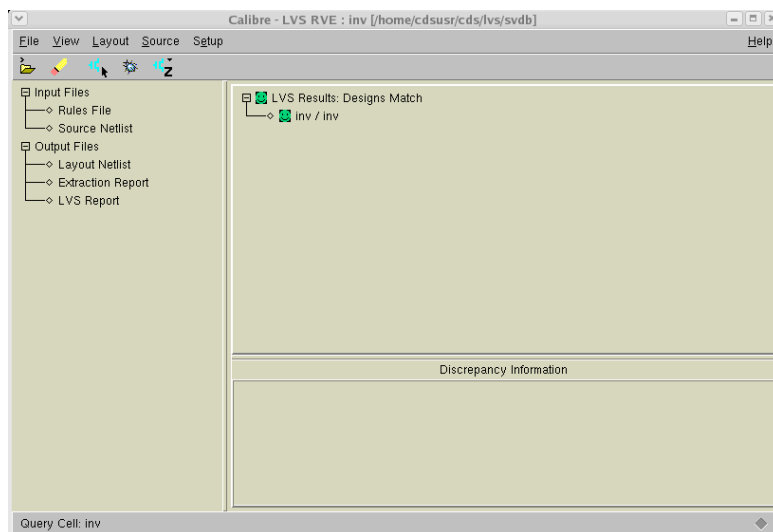 Calibre - LVS RVE : inv [/home/cdsusr/cds/lvs/svdb]
File View Layout Source Setup Help
Input Files
Rules File
Source Netlist
Output Files
Layout Netlist
Extraction Report
LVS Report
LVS Results: Designs Match
inv / inv
Discrepancy Information
Query Cell: inv